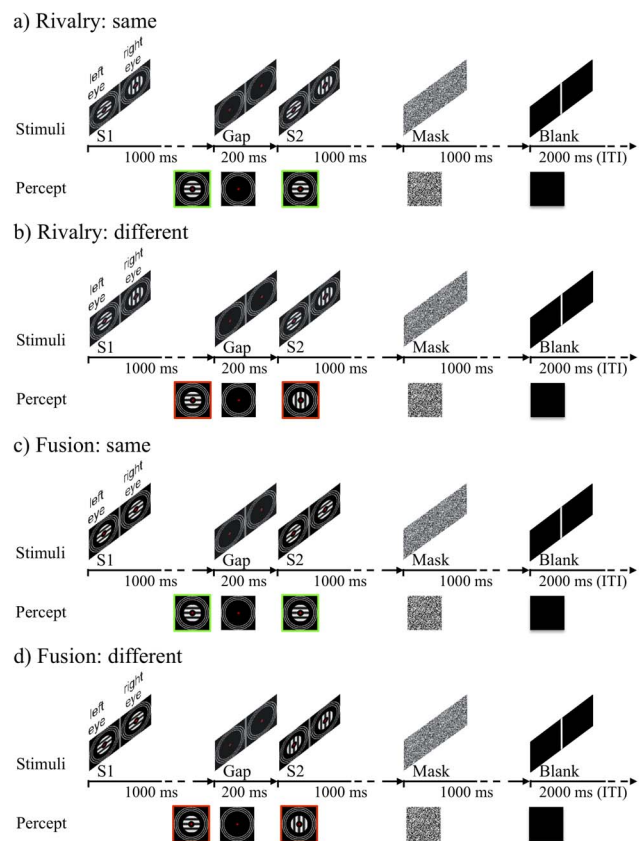 a) Rivalry: same
left eye right eye
Stimuli S1 Gap S2 Mask Blank
1000 ms 200 ms 1000 ms 1000 ms 2000 ms (ITI)
Percept
b) Rivalry: different
left eye right eye
Stimuli S1 Gap S2 Mask Blank
1000 ms 200 ms 1000 ms 1000 ms 2000 ms (ITI)
Percept
c) Fusion: same
left eye right eye
Stimuli S1 Gap S2 Mask Blank
1000 ms 200 ms 1000 ms 1000 ms 2000 ms (ITI)
Percept
d) Fusion: different
left eye right eye
Stimuli S1 Gap S2 Mask Blank
1000 ms 200 ms 1000 ms 1000 ms 2000 ms (ITI)
Percept